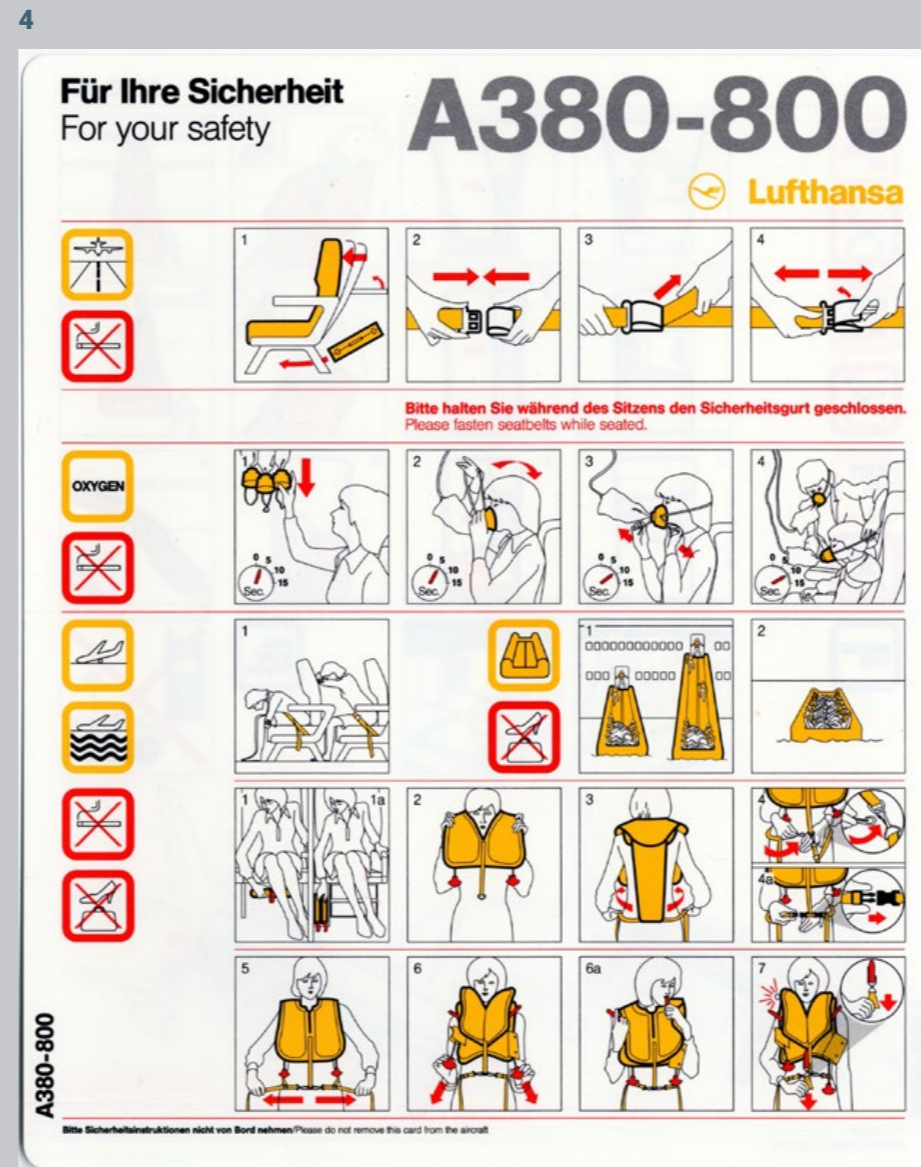 4
Für Ihre Sicherheit
For your safety
A380-800
Lufthansa
1
2
3
4
Bitte halten Sie während des Sitzens den Sicherheitsgurt geschlossen.
Please fasten seatbelts while seated.
OXYGEN
1
0 5 10 15
Sec.
2
0 5 10 15
Sec.
3
0 5 10 15
Sec.
4
0 5 10 15
Sec.
1
1
2
1
1a
2
3
4
4a
5
6
6a
7
A380-800
Bitte Sicherheitsinstruktionen nicht von Bord nehmen/Please do not remove this card from the aircraft